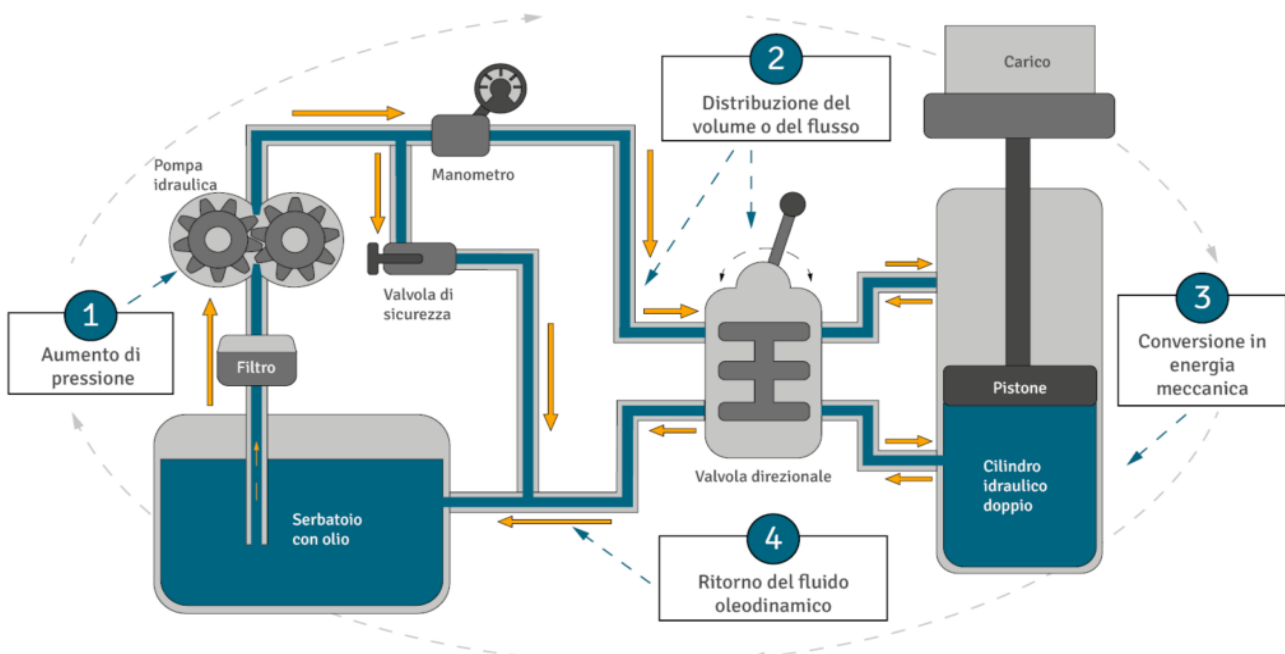 1
Aumento di
pressione
Pompa
idraulica
Filtro
Serbatoio
con olio
Manometro
Valvola di
sicurezza
2
Distribuzione del
volume o del flusso
Valvola direzionale
Carico
Pistone
Cilindro
idraulico
doppio
3
Conversione in
energia
meccanica
4
Ritorno del fluido
oleodinamico